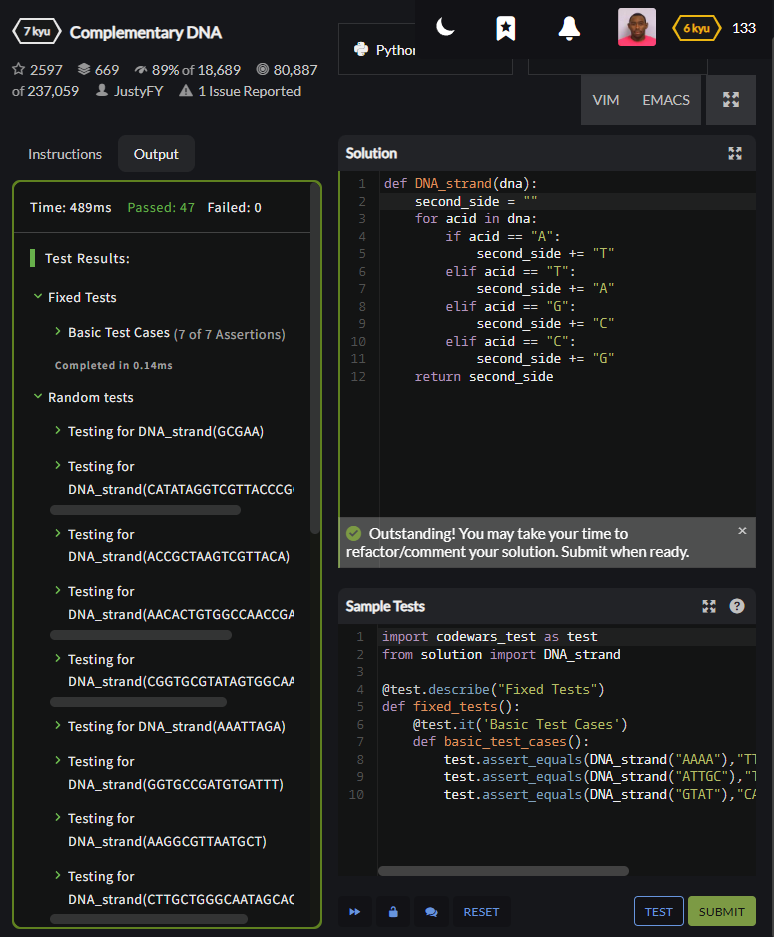 7 kyu Complementary DNA
2597 669 89% of 18,689 80,887
of 237,059 JustyFY 1 Issue Reported
Python
6 kyu 133
VIM EMACS
Instructions Output
Time: 489ms Passed: 47 Failed: 0
Test Results:
Fixed Tests
Basic Test Cases (7 of 7 Assertions)
Completed in 0.14ms
Random tests
Testing for DNA_strand(GCGAA)
Testing for
DNA_strand(CATATAGGTCGTTACCCG
Testing for
DNA_strand(ACCGCTAAGTCGTTACA)
Testing for
DNA_strand(AACACTGTGGCCAACCGA
Testing for
DNA_strand(CGGTGCGTATAGTGGCAA
Testing for DNA_strand(AAATTAGA)
Testing for
DNA_strand(GGTGCCGATGTGATTT)
Testing for
DNA_strand(AAGGCGTTAATGCT)
Testing for
DNA_strand(CTTGCTGGGCAATAGCAC
Solution
1 def DNA_strand(dna):
2 second_side = ""
3 for acid in dna:
4 if acid == "A":
5 second_side += "T"
6 elif acid == "T":
7 second_side += "A"
8 elif acid == "G":
9 second_side += "C"
10 elif acid == "C":
11 second_side += "G"
12 return second_side
Outstanding! You may take your time to
refactor/comment your solution. Submit when ready.
Sample Tests
1 import codewars_test as test
2 from solution import DNA_strand
3
4 @test.describe("Fixed Tests")
5 def fixed_tests():
6 @test.it('Basic Test Cases')
7 def basic_test_cases():
8 test.assert_equals(DNA_strand("AAAA"),"TT
9 test.assert_equals(DNA_strand("ATTGC"),"T
10 test.assert_equals(DNA_strand("GTAT"),"CA
RESET TEST SUBMIT